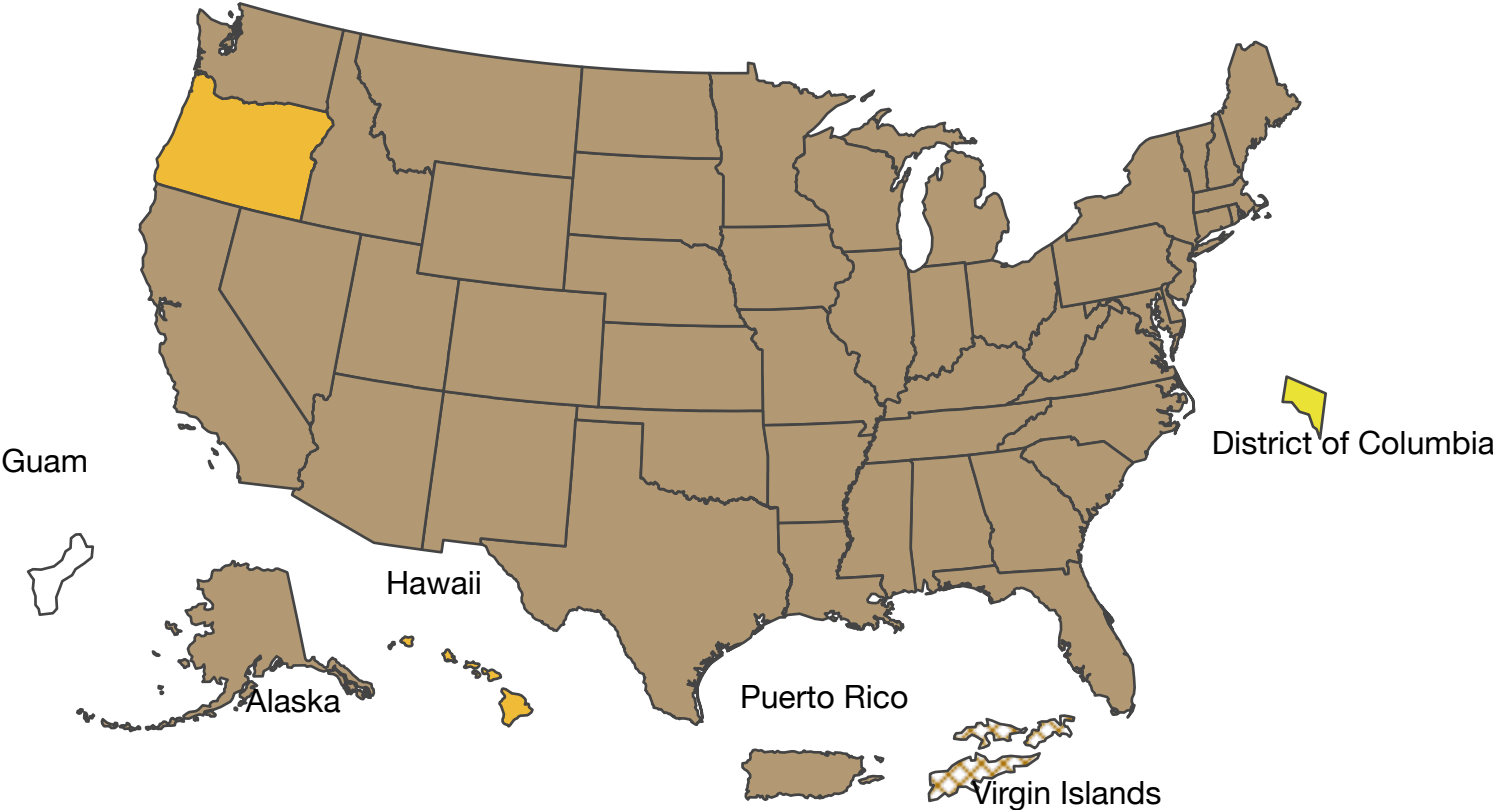 District of Columbia
Guam
Hawaii
Alaska
Puerto Rico
Virgin Islands